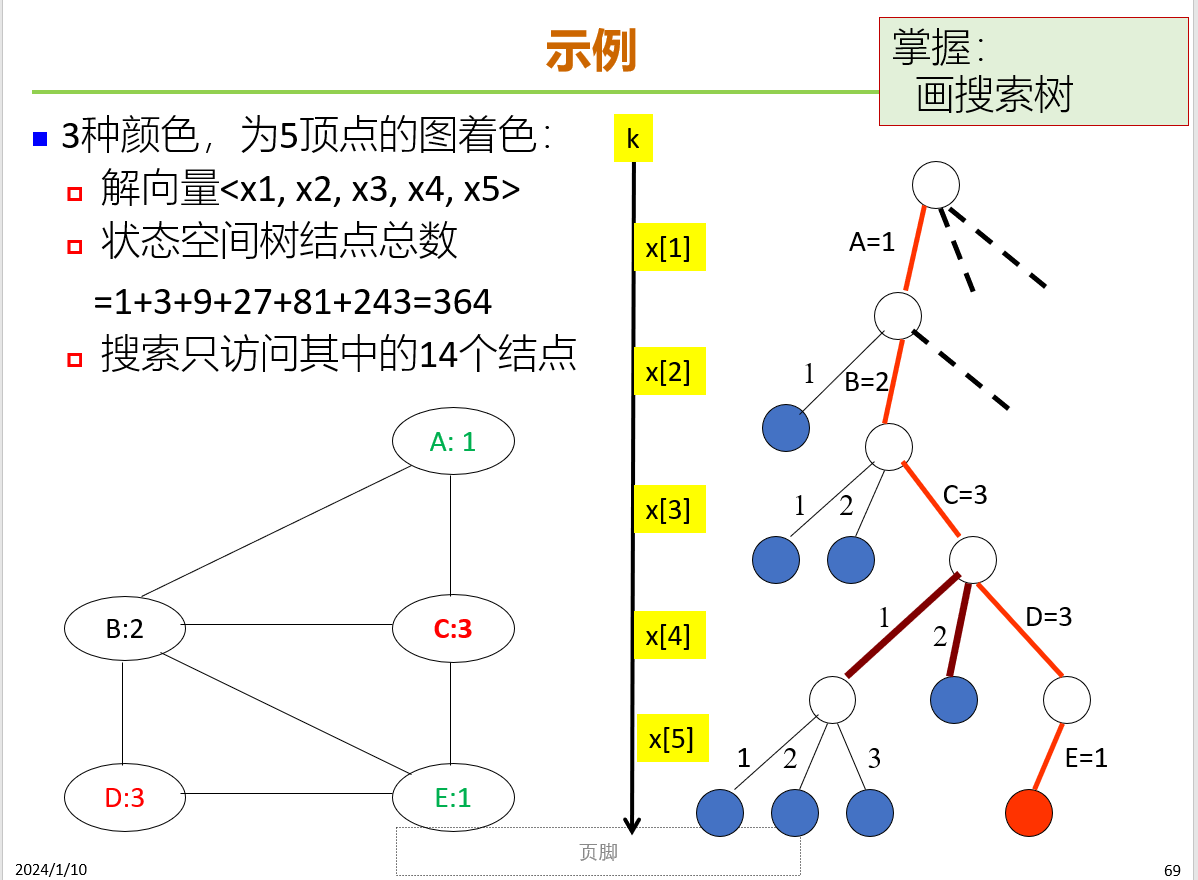 示例
掌握：
画搜索树
3种颜色，为5顶点的图着色：
解向量<x1, x2, x3, x4, x5>
状态空间树结点总数
=1+3+9+27+81+243=364
搜索只访问其中的14个结点
k
x[1]
x[2]
x[3]
x[4]
x[5]
A: 1
B:2
C:3
D:3
E:1
A=1
1
B=2
1
2
C=3
1
2
D=3
1
2
3
E=1
页脚
2024/1/10
69